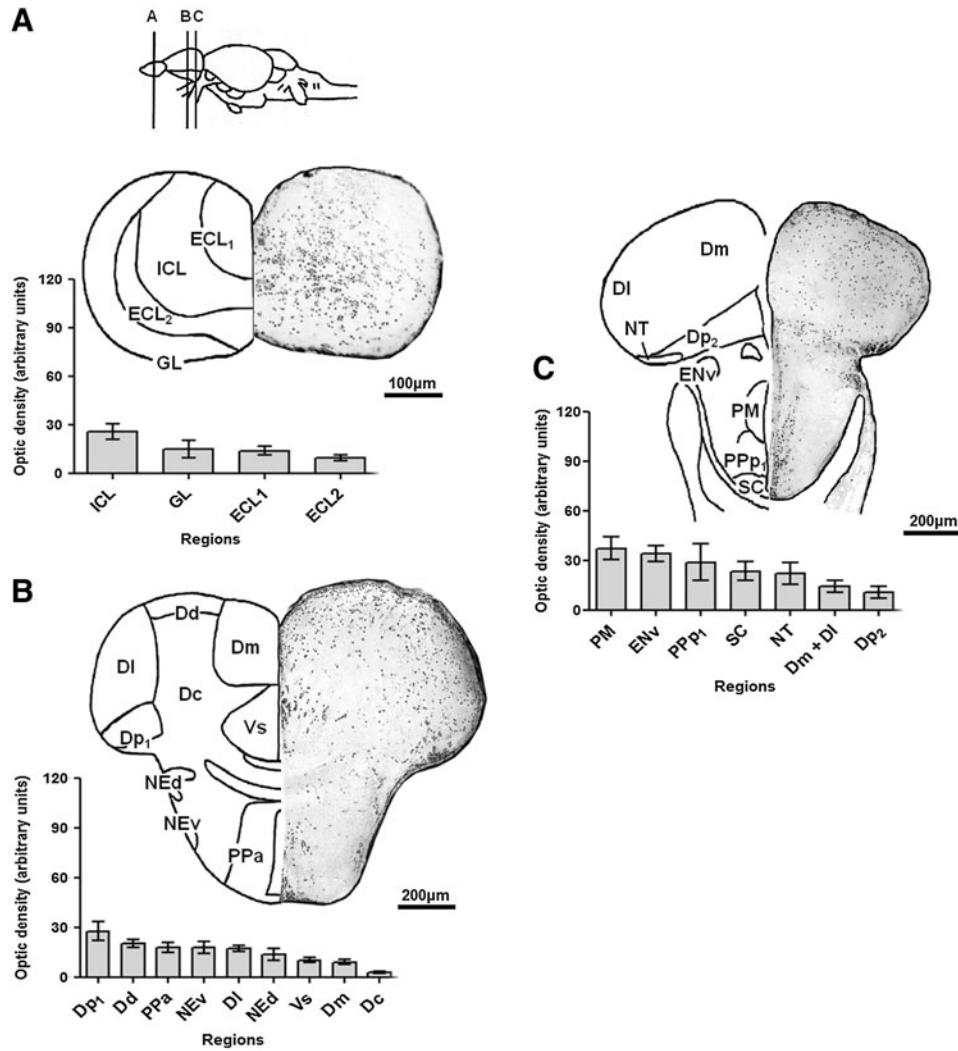 A
A B C
ECL1
ICL
ECL2
GL
100µm
Optic density (arbitrary units)
120
90
60
30
0
ICL GL ECL1 ECL2
Regions
B
Dd
Dm
Dl
Dc
Vs
Dp1
NEd
NEv
PPa
200µm
Optic density (arbitrary units)
120
90
60
30
0
Dp1 Dd PPa NEv Dl NEd Vs Dm Dc
Regions
C
Dm
Dl
NT
Dp2
ENv
PM
PPp1
SC
200µm
Optic density (arbitrary units)
120
90
60
30
0
PM ENv PPp1 SC NT Dm +Dl Dp2
Regions